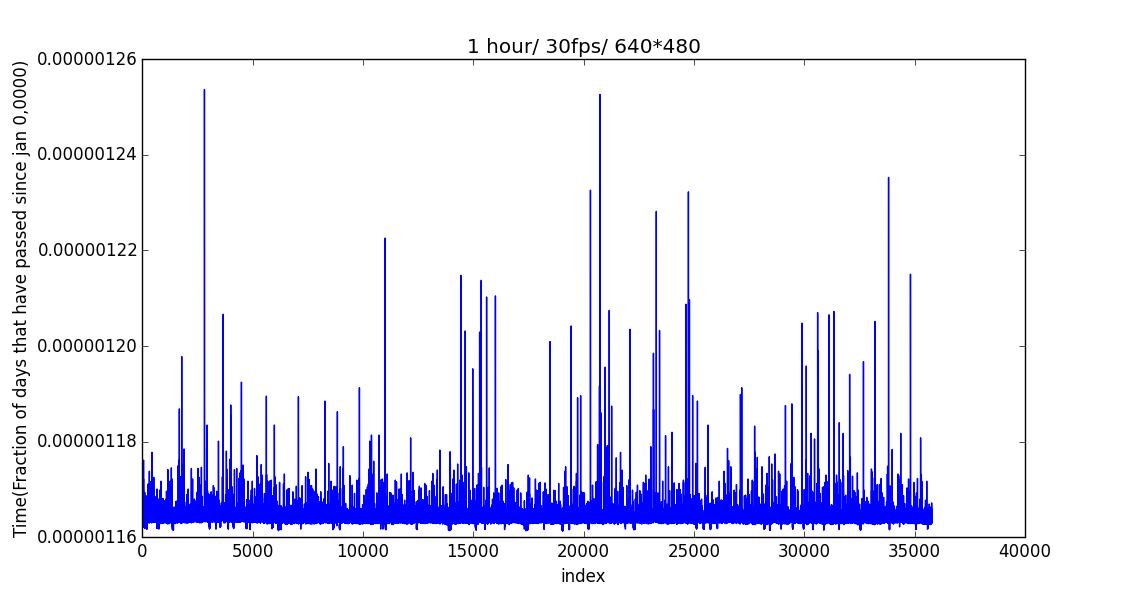 1 hour/ 30fps/ 640*480
Time(Fraction of days that have passed since jan 0,0000)
0.00000126
0.00000124
0.00000122
0.00000120
0.00000118
0.00000116
0 5000 10000 15000 20000 25000 30000 35000 40000
index